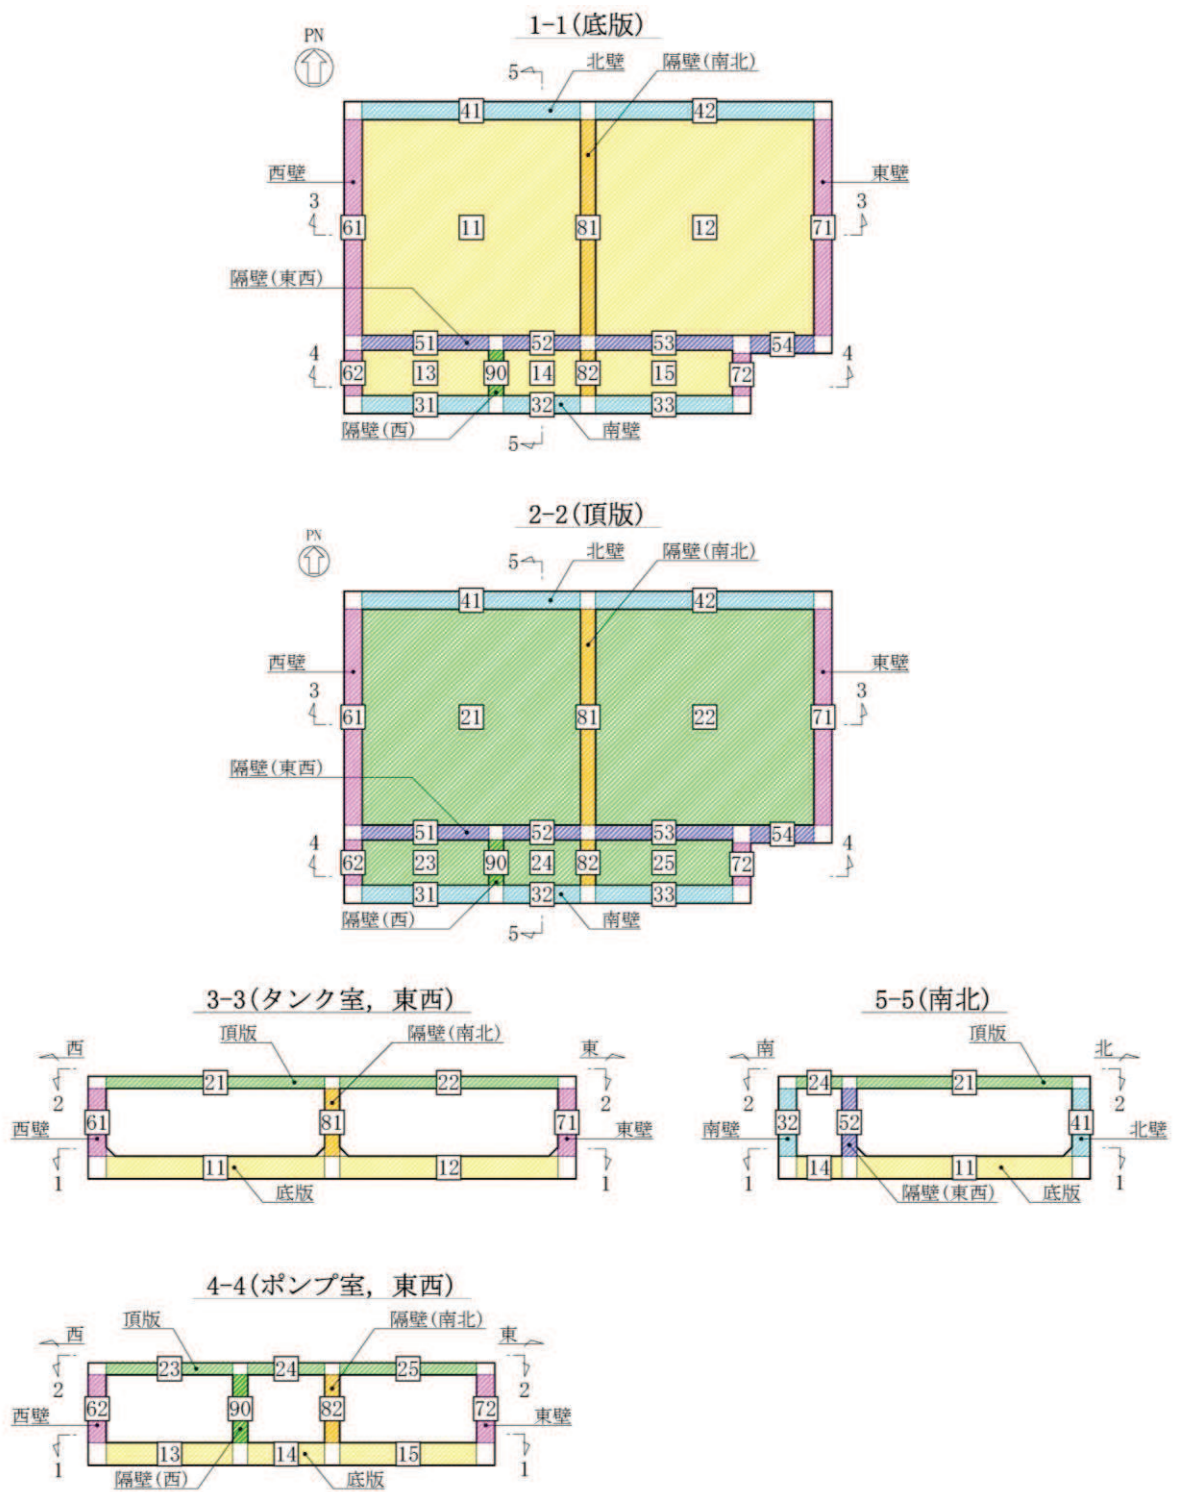 1-1(底版)
PN
5 北壁 隔壁(南北)
41 42
西壁 東壁
3 3
61 11 81 12 71
隔壁(東西)
51 52 53 54
4 4
62 13 90 14 82 15 72
31 32 33
隔壁(西) 南壁
5
2-2(頂版)
PN
5 北壁 隔壁(南北)
41 42
西壁 東壁
3 3
61 21 81 22 71
隔壁(東西)
51 52 53 54
4 4
62 23 90 24 82 25 72
31 32 33
隔壁(西) 南壁
5
3-3(タンク室, 東西)
頂版 隔壁(南北)
西 東
21 22
2 2
61 81 71
西壁 東壁
11 12
1 1
底版
5-5(南北)
頂版
南 北
24 21
2 2
32 52 41
南壁 北壁
14 11
1 1
隔壁(東西) 底版
4-4(ポンプ室, 東西)
頂版 隔壁(南北)
西 東
23 24 25
2 2
62 90 82 72
西壁 東壁
13 14 15
1 1
隔壁(西) 底版